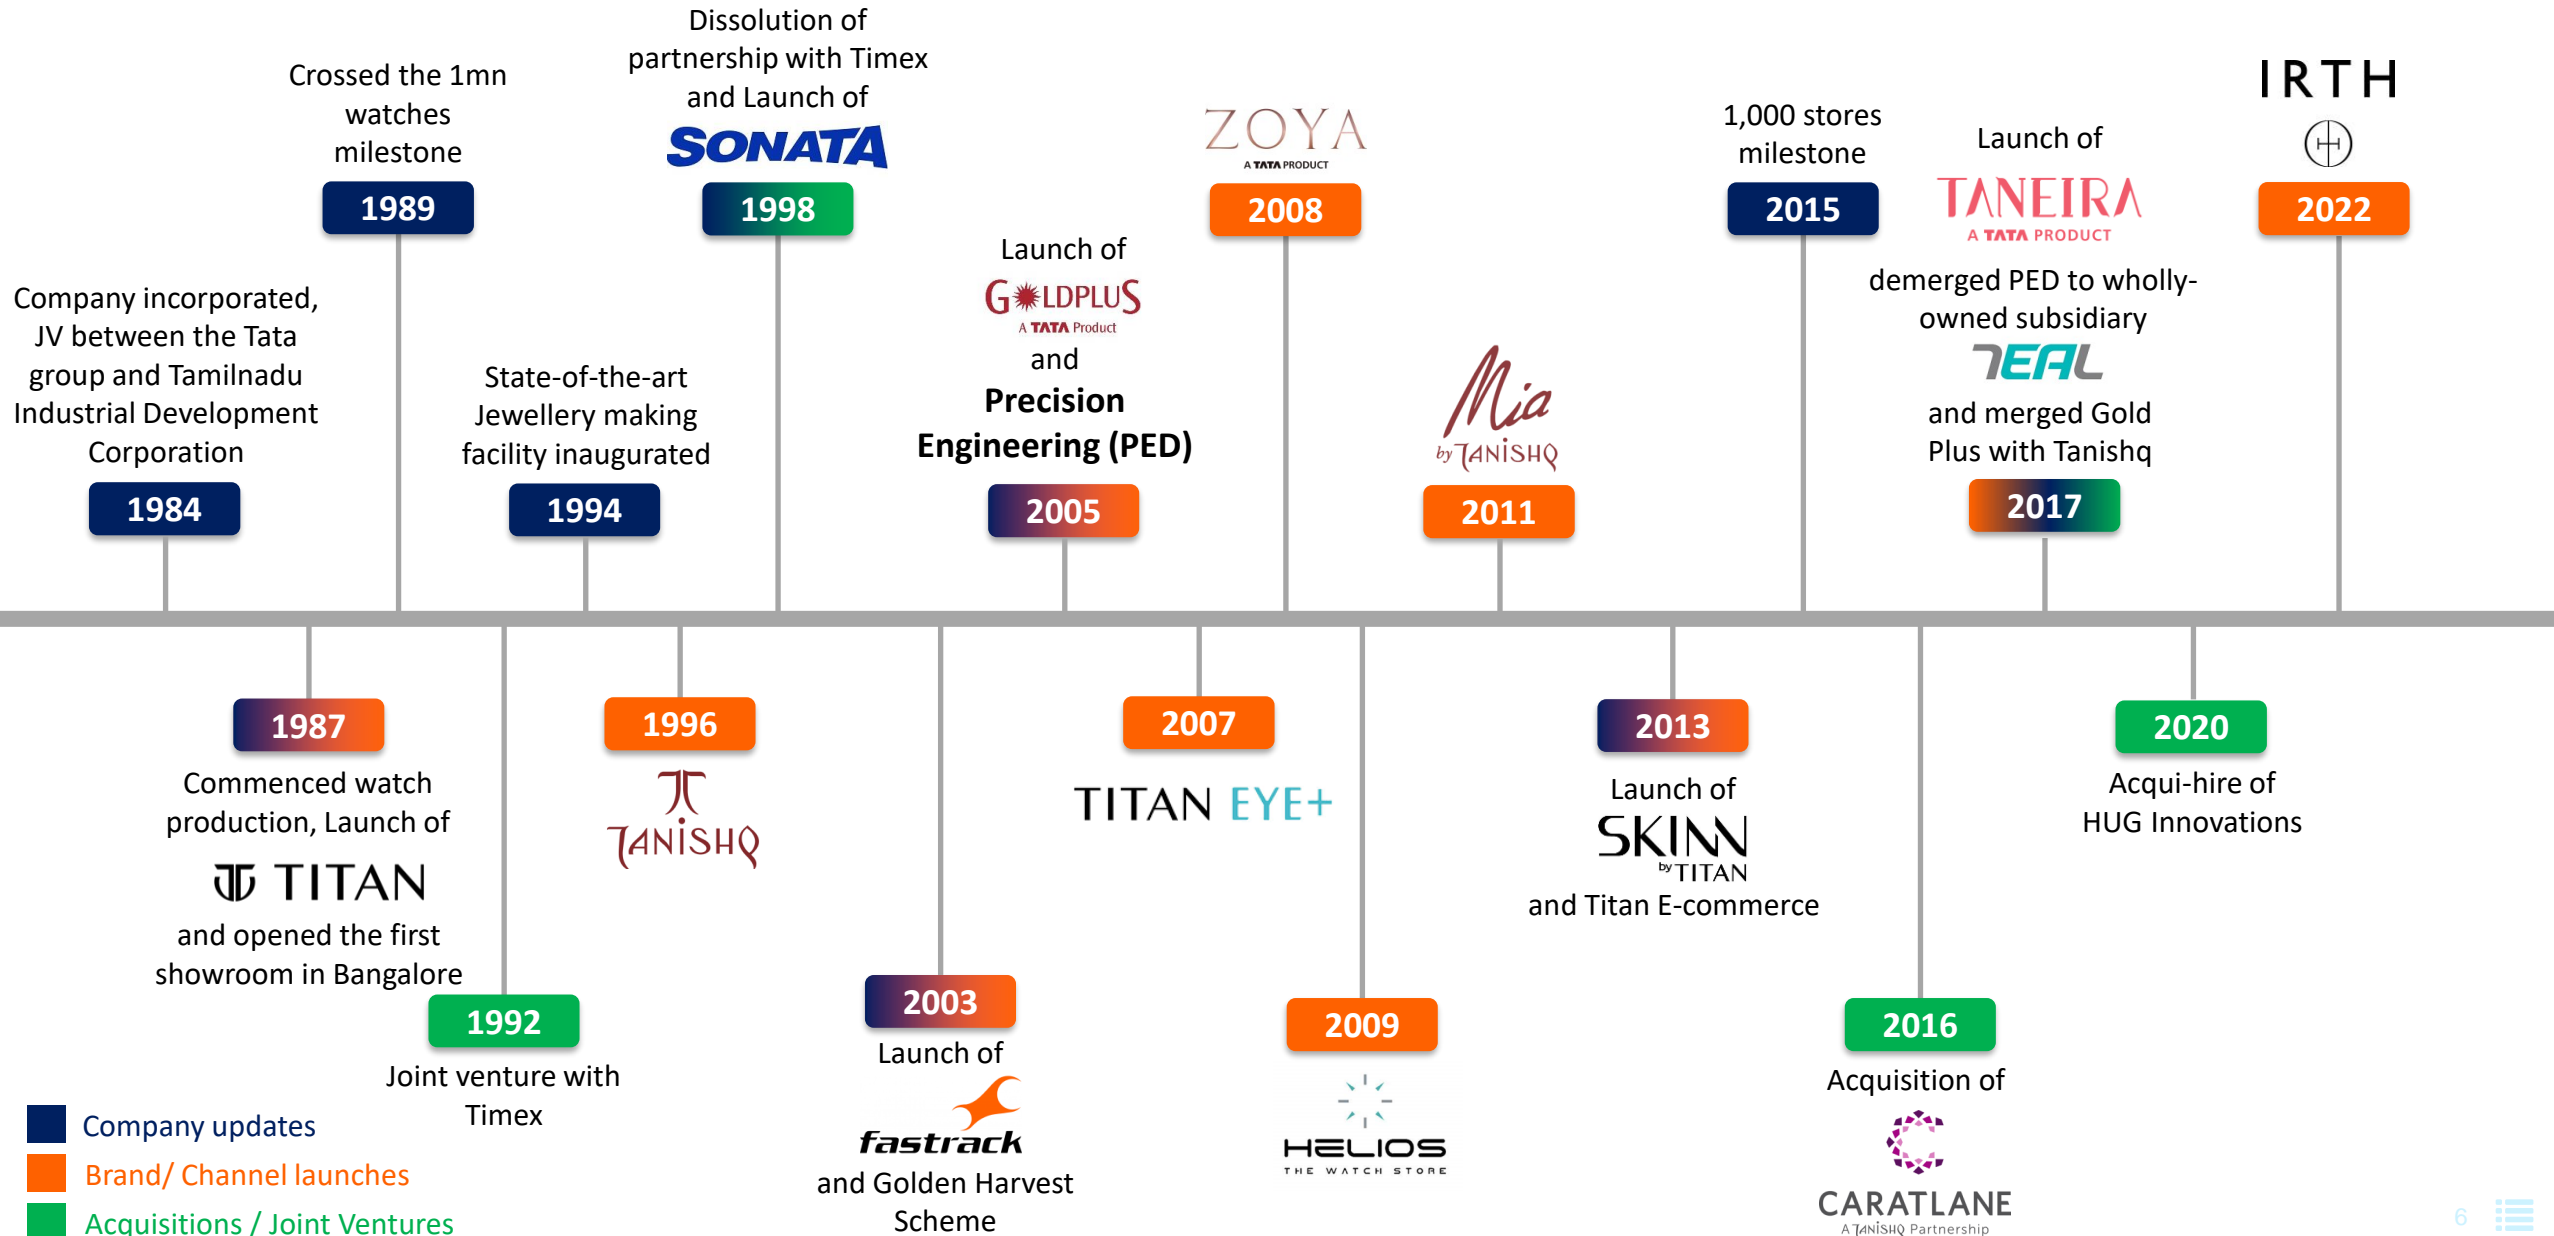 Company incorporated,
JV between the Tata
group and Tamilnadu
Industrial Development
Corporation
1984
1987
Commenced watch
production, Launch of
TITAN
and opened the first
showroom in Bangalore
Crossed the 1mn
watches
milestone
1989
1992
Joint venture with
Timex
State-of-the-art
Jewellery making
facility inaugurated
1994
1996
TANISHQ
Dissolution of
partnership with Timex
and Launch of
SONATA
1998
2003
Launch of
fastrack
and Golden Harvest
Scheme
Launch of
GOLDPLUS
A TATA Product
and
Precision
Engineering (PED)
2005
2007
TITAN EYE+
ZOYA
A TATA PRODUCT
2008
2009
HELIOS
THE WATCH STORE
Mia
by TANISHQ
2011
2013
Launch of
SKINN
by TITAN
and Titan E-commerce
1,000 stores
milestone
2015
2016
Acquisition of
CARATLANE
A TANISHQ Partnership
Launch of
TANEIRA
A TATA PRODUCT
demerged PED to wholly-
owned subsidiary
TEAL
and merged Gold
Plus with Tanishq
2017
2020
Acqui-hire of
HUG Innovations
IRTH
2022
Company updates
Brand/ Channel launches
Acquisitions / Joint Ventures
6